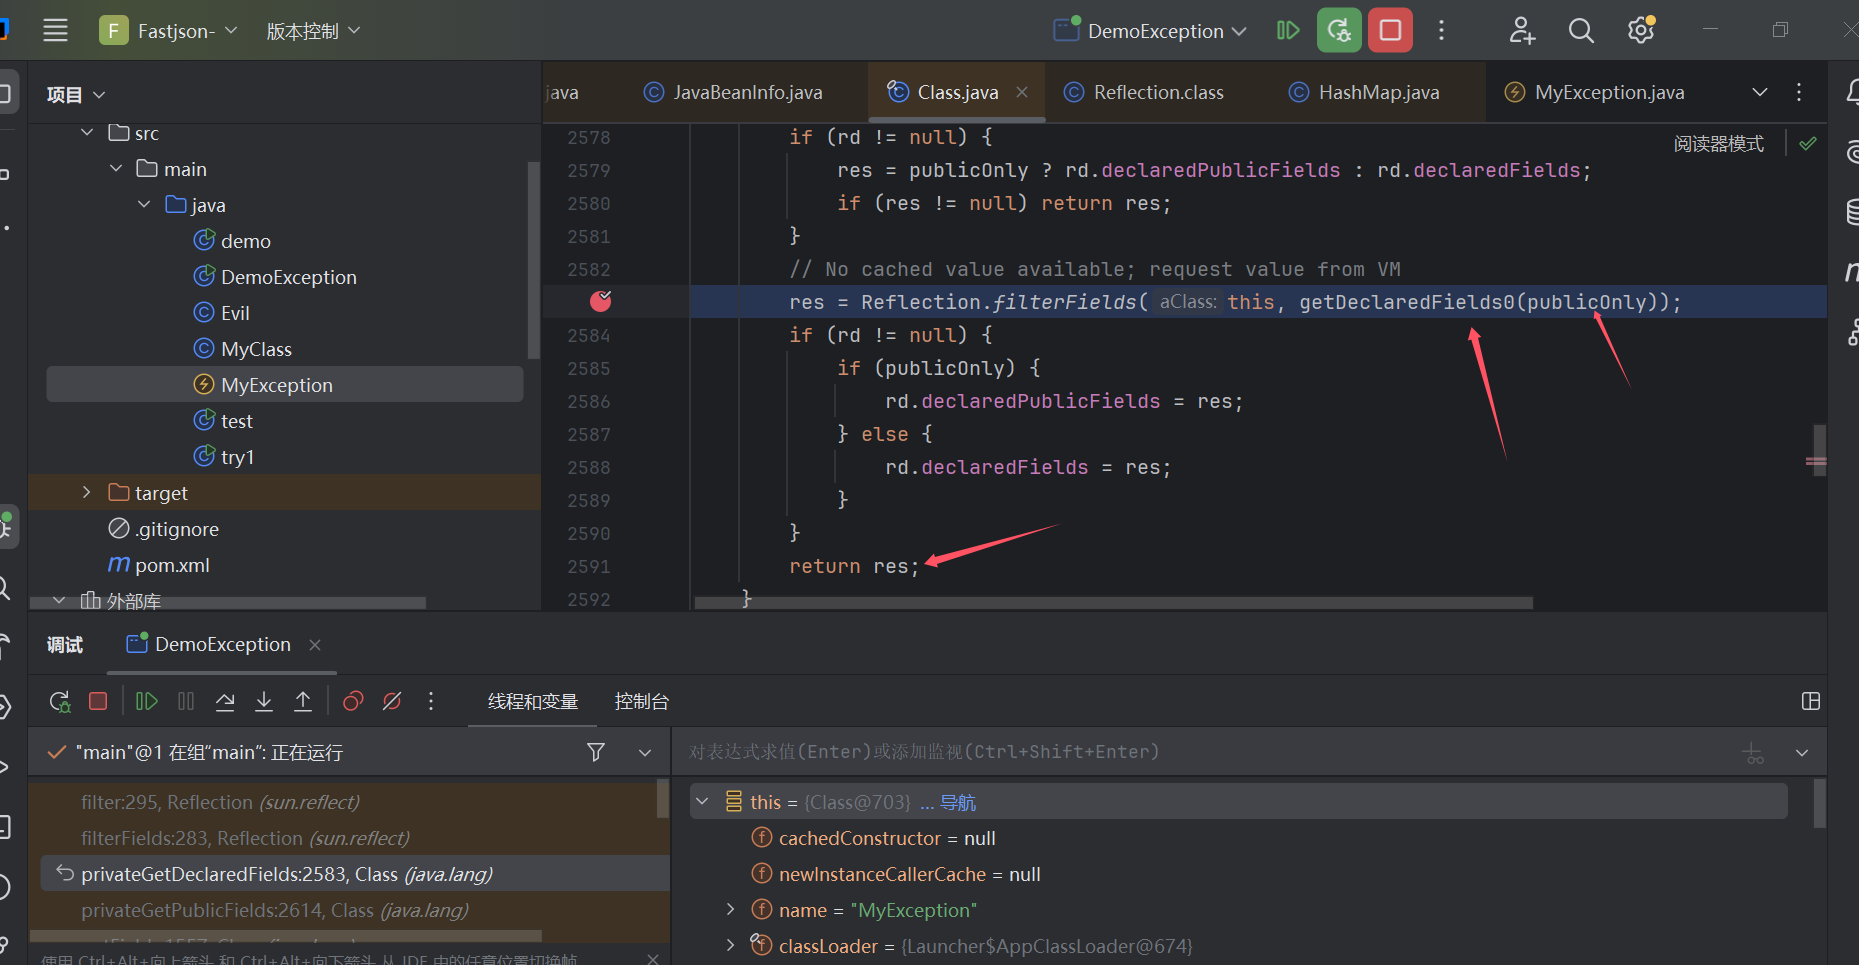 F Fastjson- 版本控制 DemoException
项目
java JavaBeanInfo.java Class.java Reflection.class HashMap.java MyException.java
src
main
java
demo
DemoException
Evil
MyClass
MyException
test
try1
target
.gitignore
pom.xml
外部库
阅读器模式
2578 if (rd != null) {
2579 res = publicOnly ? rd.declaredPublicFields : rd.declaredFields;
2580 if (res != null) return res;
2581 }
2582 // No cached value available; request value from VM
res = Reflection.filterFields( aClass: this, getDeclaredFields0(publicOnly));
2584 if (rd != null) {
2585 if (publicOnly) {
2586 rd.declaredPublicFields = res;
2587 } else {
2588 rd.declaredFields = res;
2589 }
2590 }
2591 return res;
2592 }
调试 DemoException
线程和变量 控制台
"main"@1 在组"main": 正在运行
filter:295, Reflection (sun.reflect)
filterFields:283, Reflection (sun.reflect)
privateGetDeclaredFields:2583, Class (java.lang)
privateGetPublicFields:2614, Class (java.lang)
使用 Ctrl+Alt+向上箭头 和 Ctrl+Alt+向下箭头 从 IDE 中的任意位置切换帧
对表达式求值(Enter)或添加监视(Ctrl+Shift+Enter)
this = {Class@703} ... 导航
cachedConstructor = null
newInstanceCallerCache = null
name = "MyException"
classLoader = {Launcher$AppClassLoader@674}